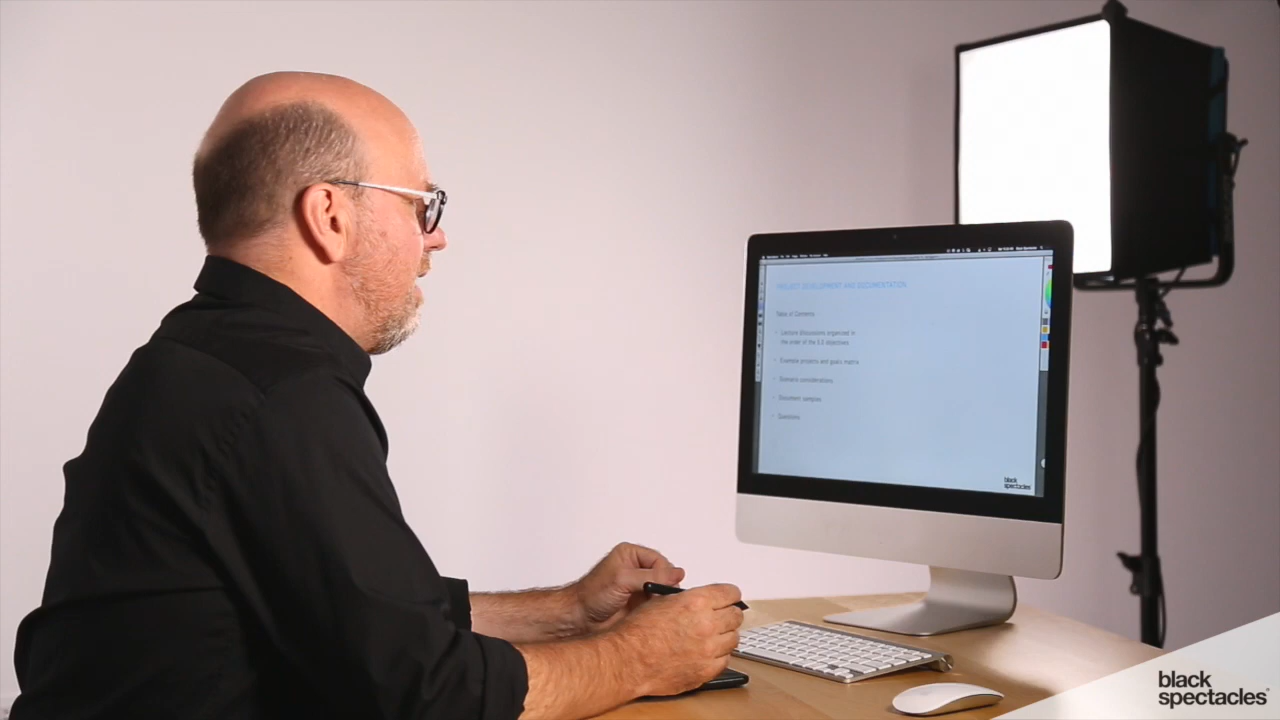 PROJECT DEVELOPMENT AND DOCUMENTATION
Table of Contents
Lecture Discussions organized in
the order of the 5.0 objectives
Example projects and goals matrix
Scenario considerations
Document samples
Questions
black
spectacles
black
spectacles